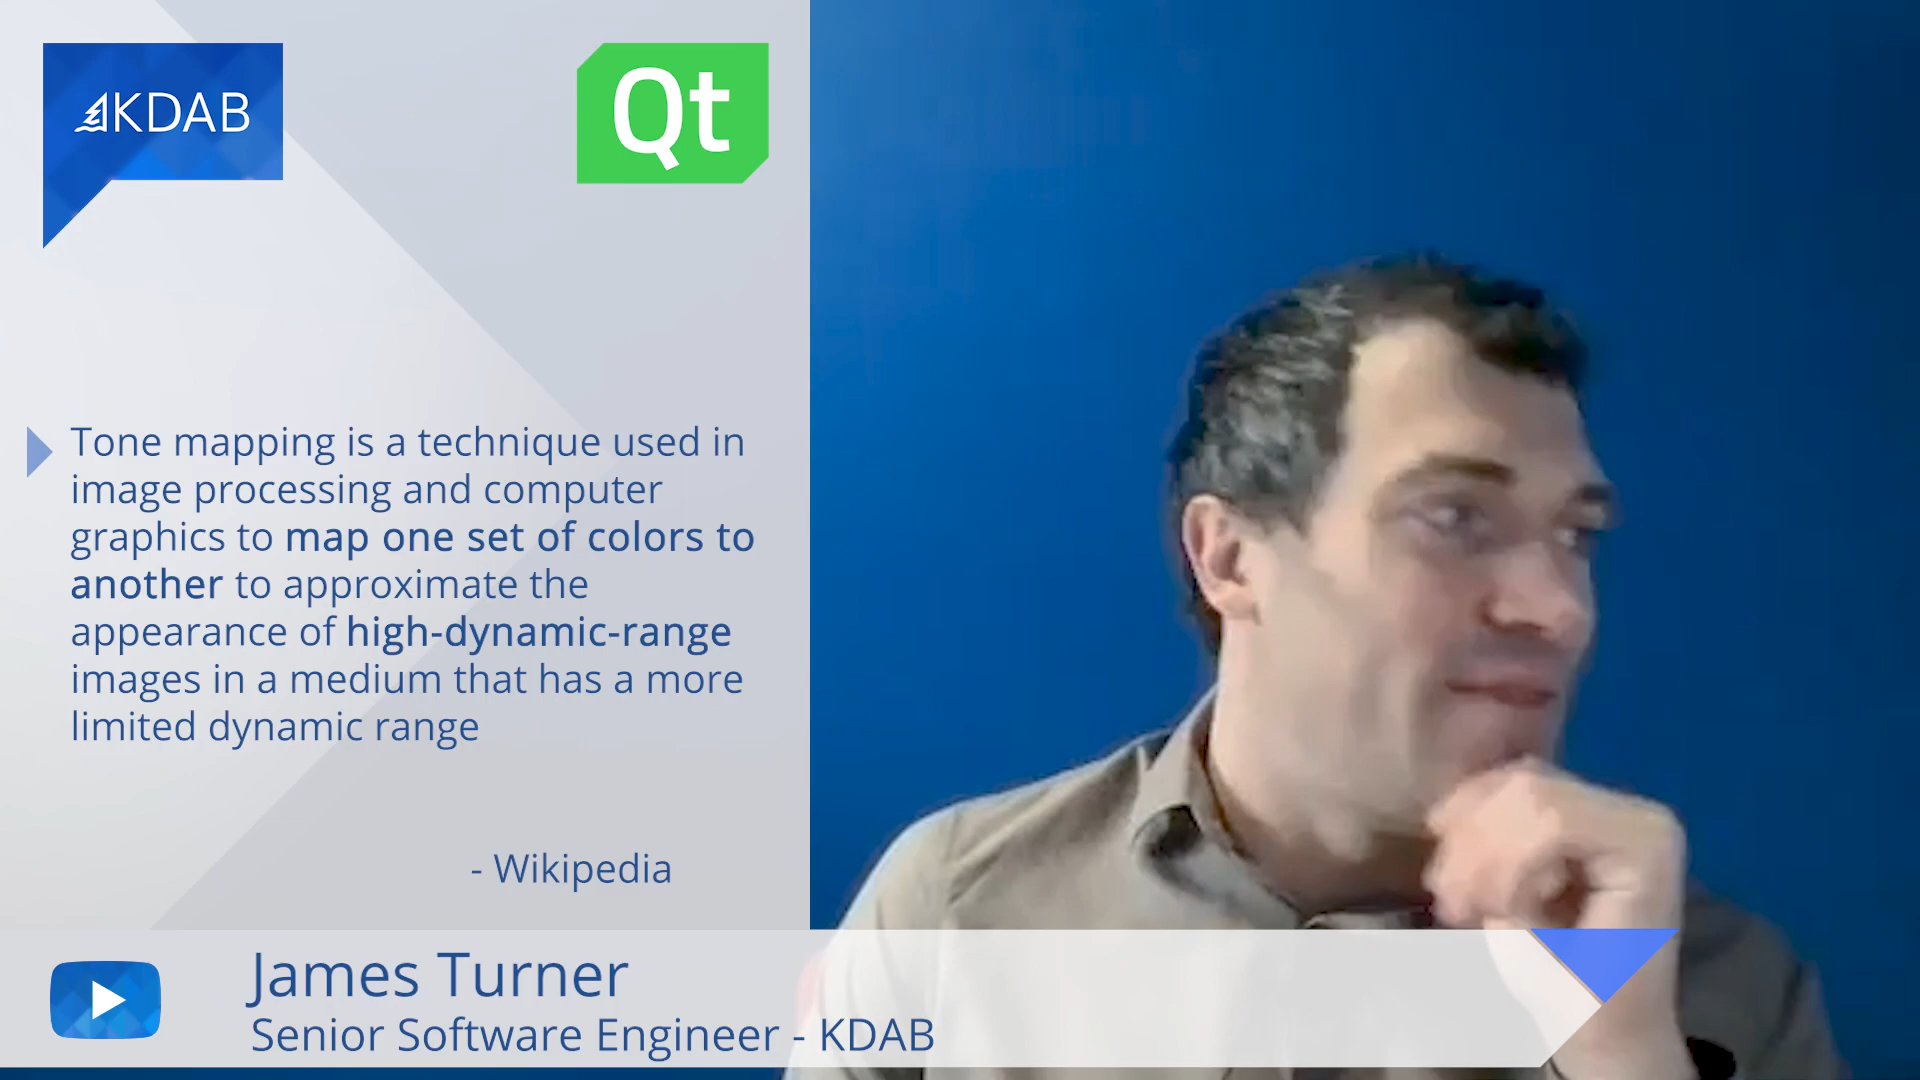 KDAB
Qt
Tone mapping is a technique used in
image processing and computer
graphics to map one set of colors to
another to approximate the
appearance of high-dynamic-range
images in a medium that has a more
limited dynamic range
- Wikipedia
James Turner
Senior Software Engineer - KDAB